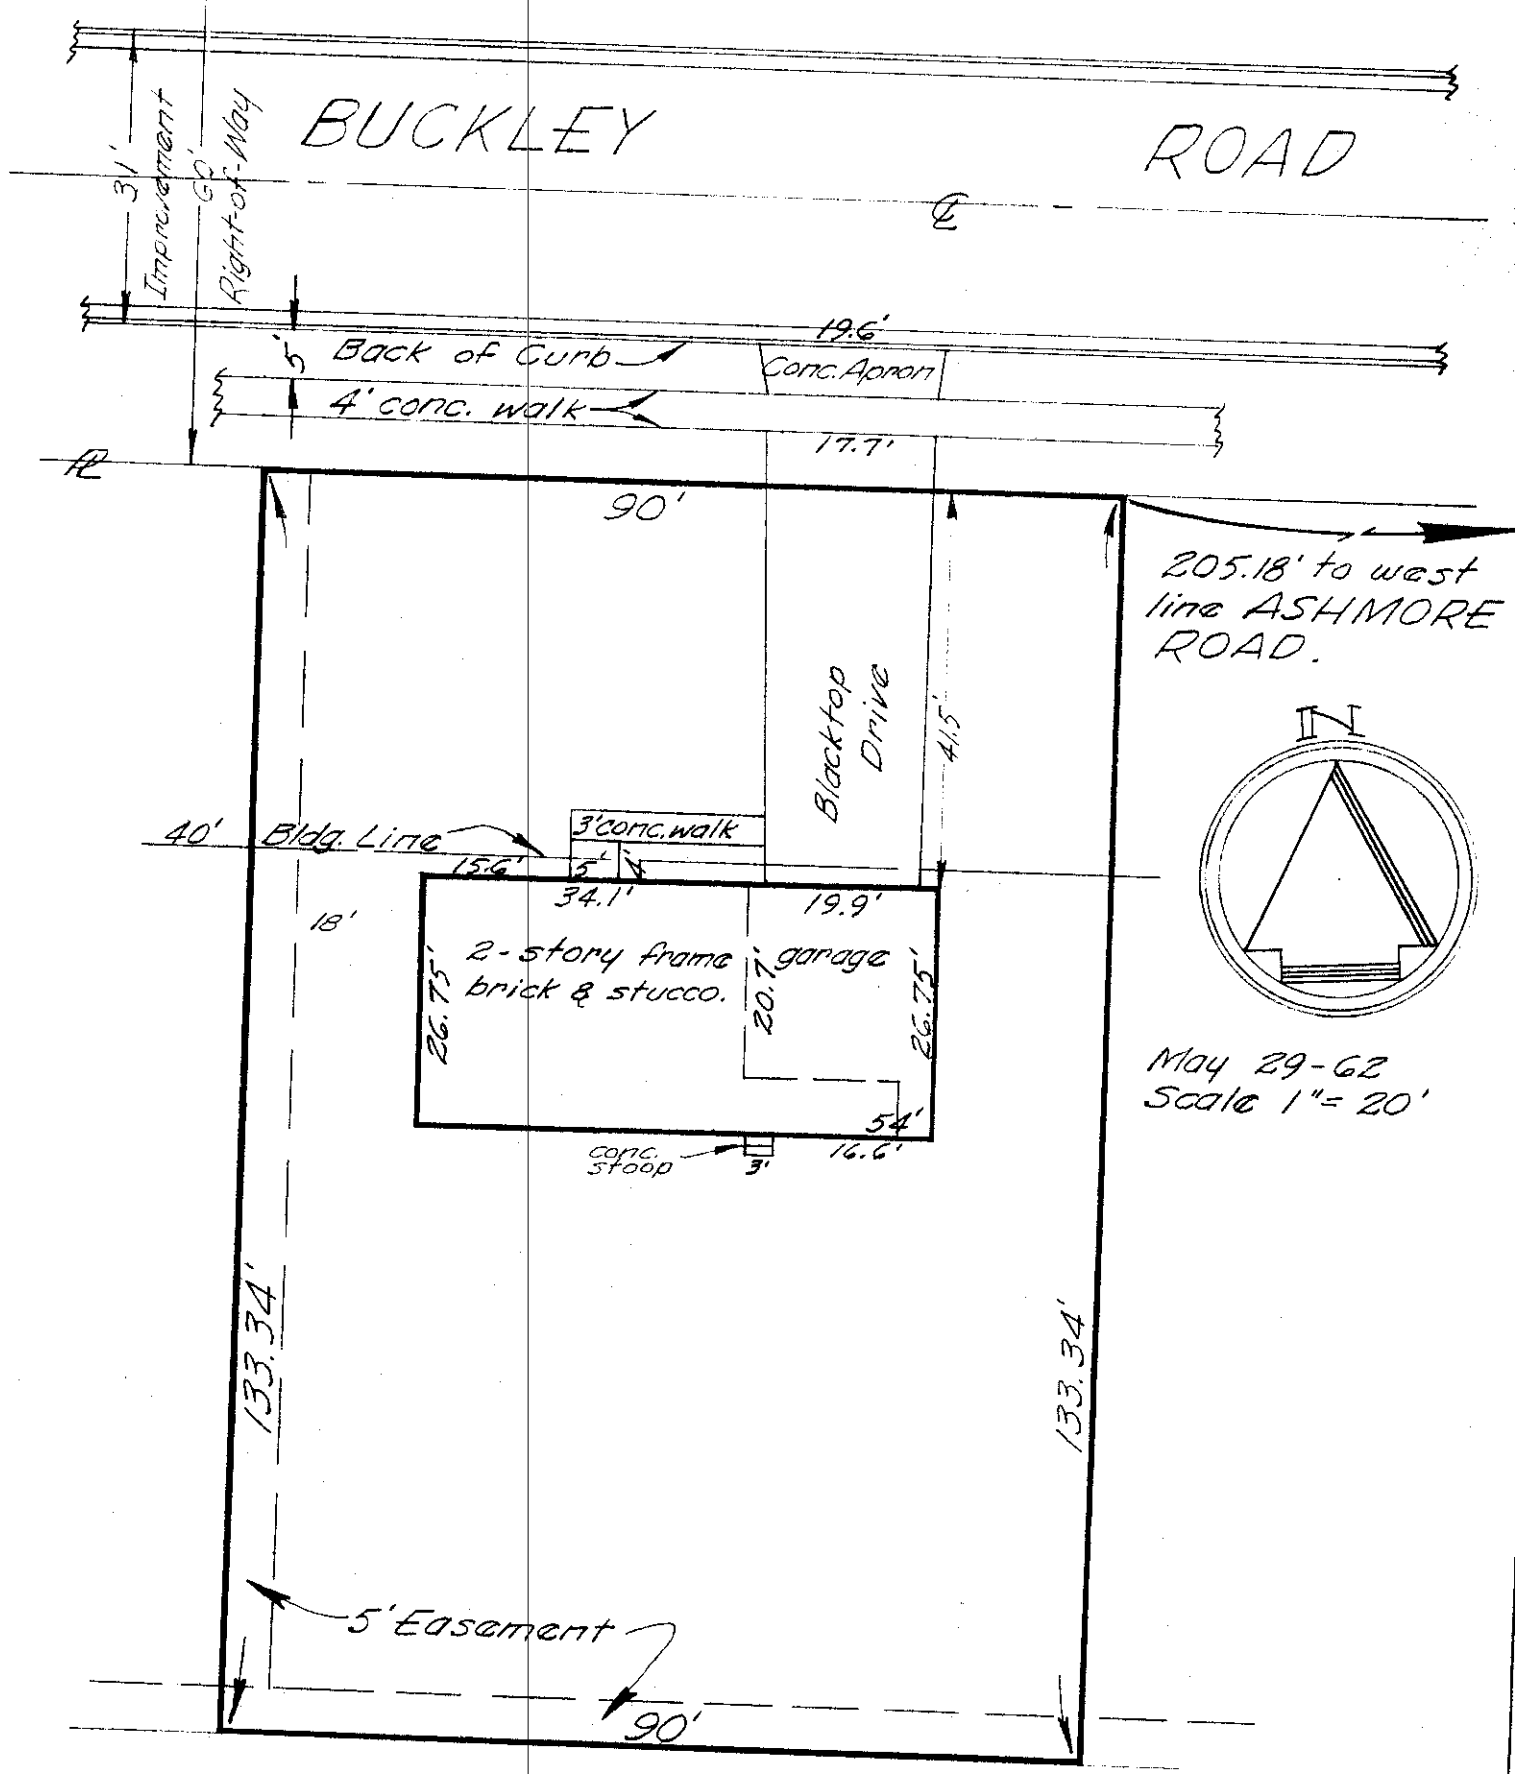 BUCKLEY ROAD
31'
Improvement
60'
Right-of-Way
℄
5'
Back of Curb
19.6'
Conc. Apron
4' conc. walk
17.7'
℞
90'
205.18' to west
line ASHMORE
ROAD.
Blacktop
Drive
41.5'
N
40' Bldg. Line
3' conc. walk
15.6'
5'
4'
34.1'
19.9'
18'
2-story frame
brick & stucco.
garage
26.75'
20.7'
26.75'
May 29-62
Scale 1"= 20'
54'
16.6'
conc.
stoop
3'
133.34'
133.34'
5' Easement
90'